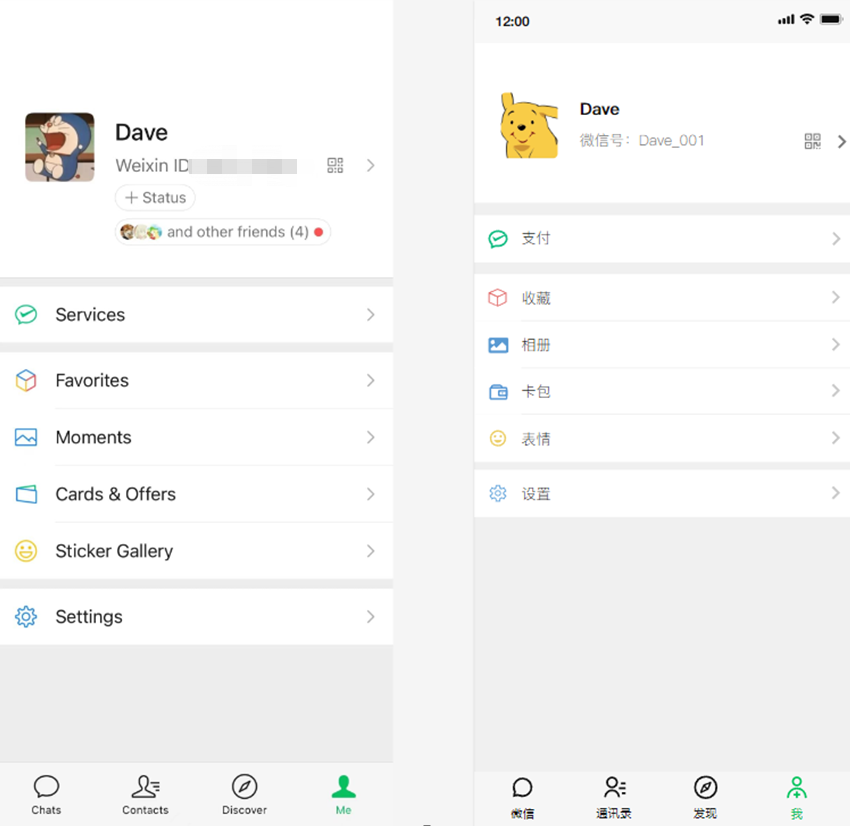 Dave
Weixin ID
+ Status
and other friends (4)
Services
Favorites
Moments
Cards & Offers
Sticker Gallery
Settings
Chats
Contacts
Discover
Me
12:00
Dave
微信号：Dave_001
支付
收藏
相册
卡包
表情
设置
微信
通讯录
发现
我